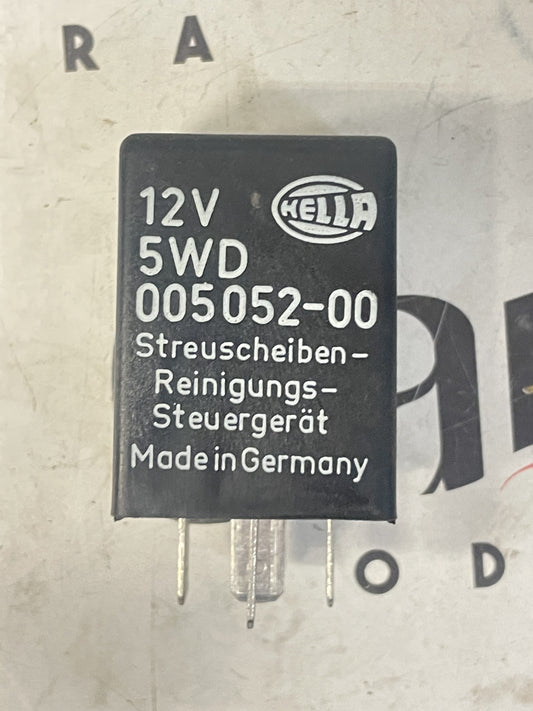 R A
12V
HELLA
5WD
005052-00
Streuscheiben-
Reinigungs-
Steuergerät
Made in Germany
O D